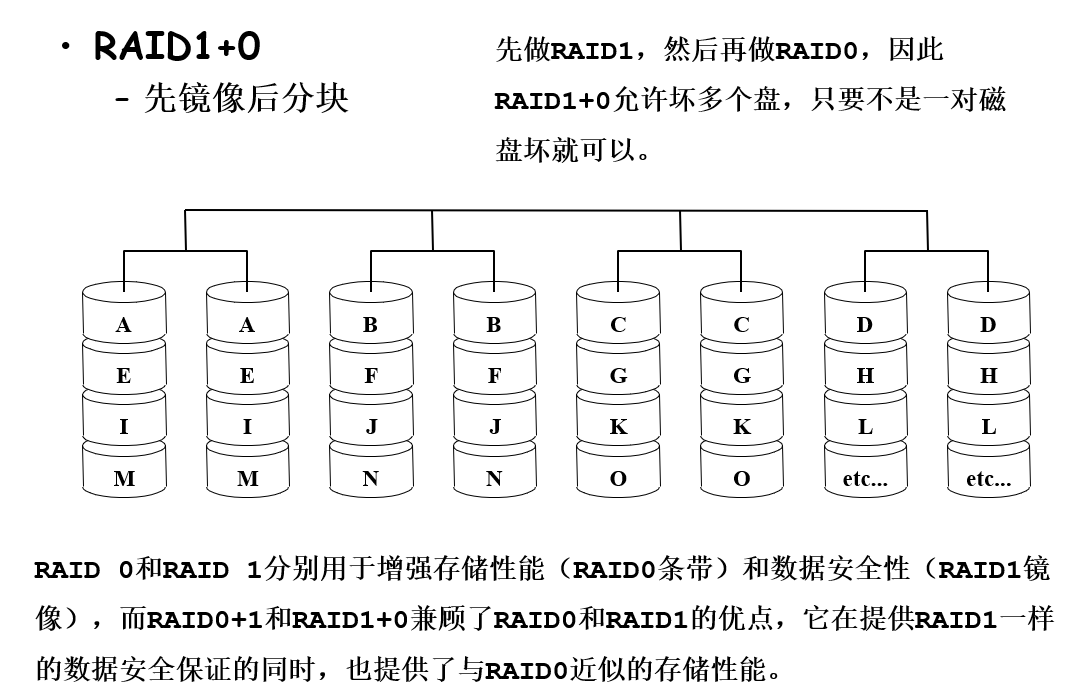 • RAID1+0
– 先镜像后分块
先做RAID1，然后再做RAID0，因此
RAID1+0允许坏多个盘，只要不是一对磁
盘坏就可以。
A A B B C C D D
E E F F G G H H
I I J J K K L L
M M N N O O etc... etc...
RAID 0和RAID 1分别用于增强存储性能（RAID0条带）和数据安全性（RAID1镜
像），而RAID0+1和RAID1+0兼顾了RAID0和RAID1的优点，它在提供RAID1一样
的数据安全保证的同时，也提供了与RAID0近似的存储性能。